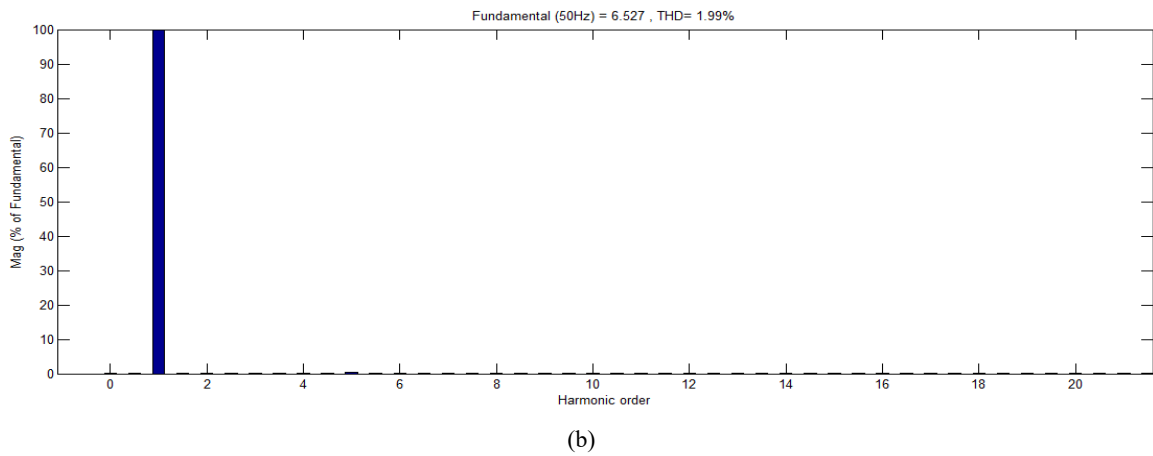 Fundamental (50Hz) = 6.527 , THD= 1.99%
Mag (% of Fundamental)
100
90
80
70
60
50
40
30
20
10
0
0 2 4 6 8 10 12 14 16 18 20
Harmonic order
(b)